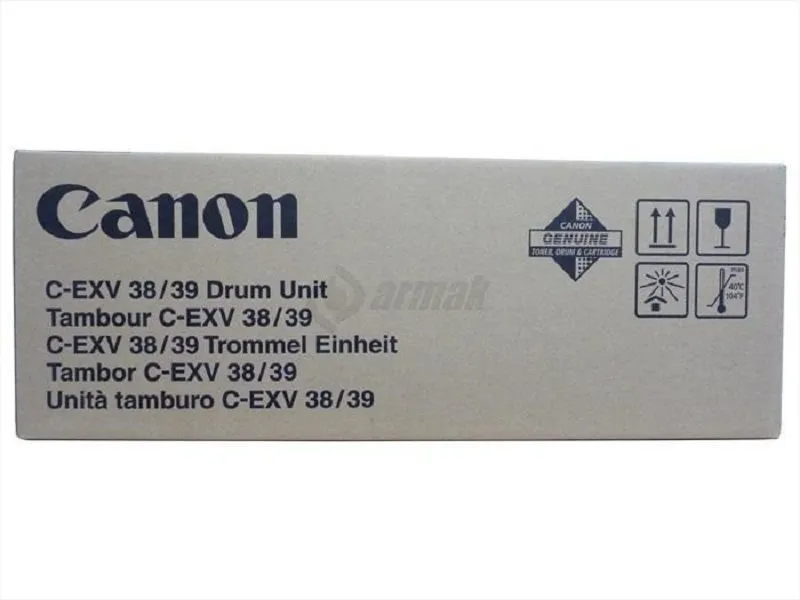 Canon
C-EXV 38/39 Drum Unit
Tambour C-EXV 38/39
C-EXV 38/39 Trommel Einheit
Tambor C-EXV 38/39
Unità tamburo C-EXV 38/39
CANON
GENUINE
TONER, DRUM & CARTRIDGE
max
40°C
104°F
armak